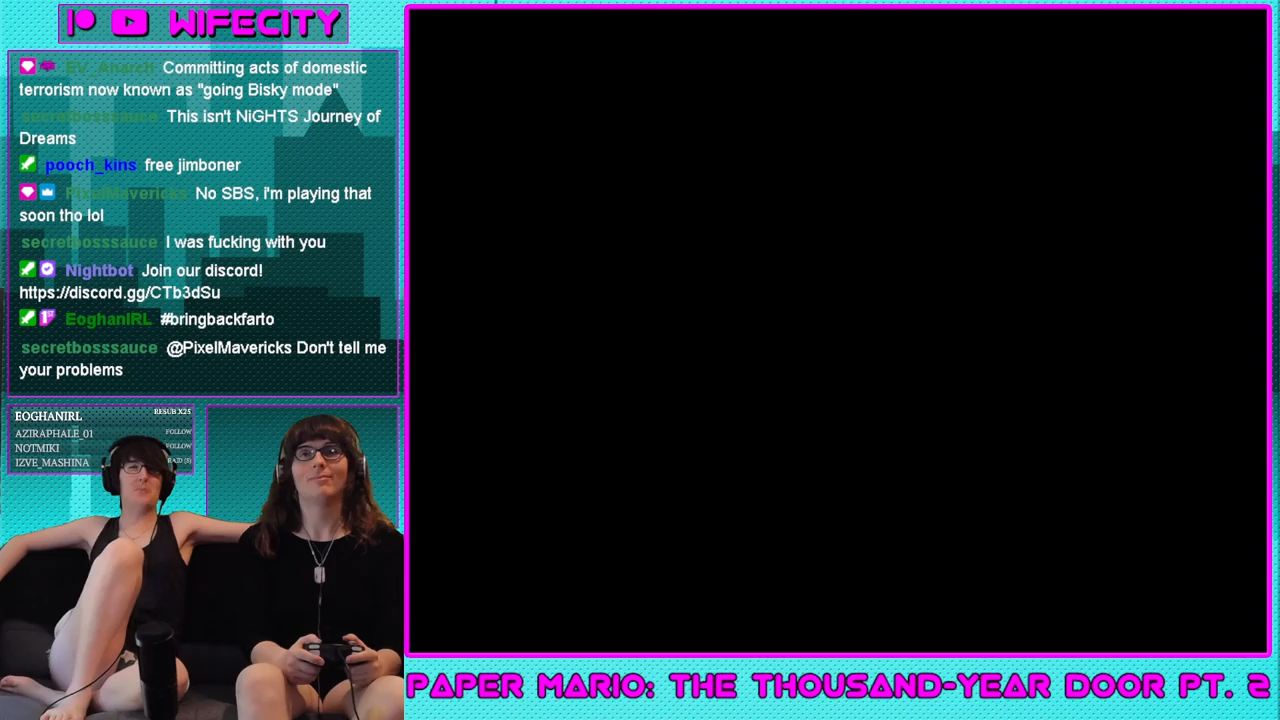 WIFECITY
EV_Anarch Committing acts of domestic
terrorism now known as "going Bisky mode"
secretbosssauce This isn't NiGHTS Journey of
Dreams
pooch_kins free jimboner
PixelMavericks No SBS, i'm playing that
soon tho lol
secretbosssauce I was fucking with you
Nightbot Join our discord!
https://discord.gg/CTb3dSu
EoghanIRL #bringbackfarto
secretbosssauce @PixelMavericks Don't tell me
your problems
EOGHANIRL RESUB X25
AZIRAPHALE_01 FOLLOW
NOTMIKI FOLLOW
IZVE_MASHINA
PAPER MARIO: THE THOUSAND-YEAR DOOR PT. 2